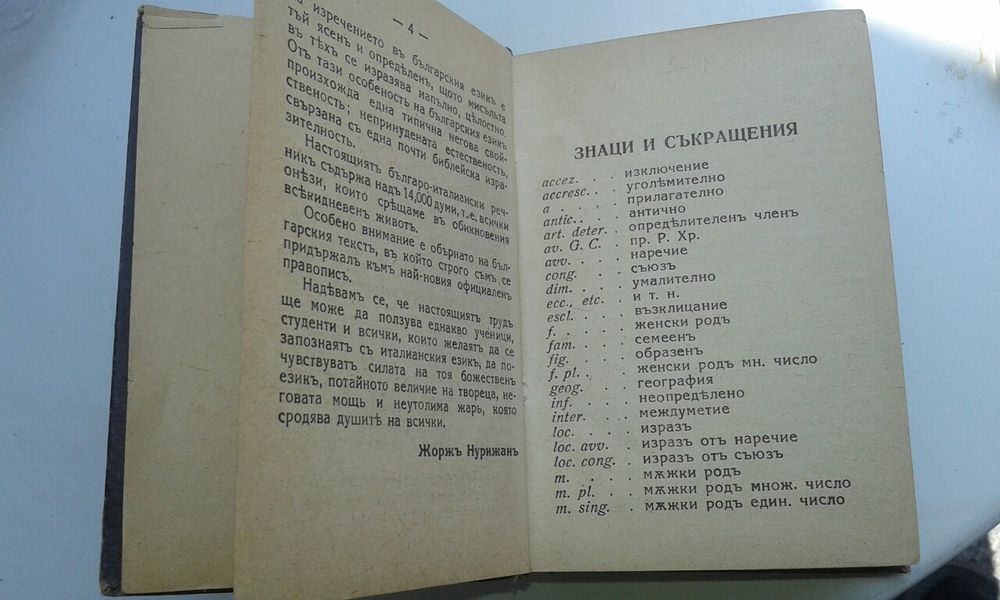 — 4 —
на изречението въ българския езикъ е
тъй ясенъ и опредѣленъ, щото мисъльта
въ тѣхъ се изразява напълно, цѣлостно.
Отъ тази особеность на българския езикъ
произхожда една типична негова свой-
ственость; непринудената естественость,
свързана съ една почти библейска изра-
зителность.
Настоящиятъ българо-италиански реч-
никъ съдържа надъ 14,000 думи, т. е. всички
онѣзи, които срѣщаме въ обикновения
всѣкидневенъ животъ.
Особено внимание е обърнато на бъл-
гарския текстъ, въ който строго съмъ се
придържалъ къмъ най-новия официаленъ
правописъ.
Надѣвамъ се, че настоящиятъ трудъ
ще може да ползува еднакво ученици,
студенти и всички, които желаятъ да се
запознаятъ съ италианския езикъ, да по-
чувствуватъ силата на тоя божественъ
езикъ, потайното величие на твореца, не-
говата мощь и неутолима жарь, която
сродява душитѣ на всички.
Жоржъ Нурижанъ
ЗНАЦИ И СЪКРАЩЕНИЯ
accez. . . изключение
accresc. . . уголѣмително
a . . . . прилагателно
antic. . . антично
art. deter. . опредѣлителенъ членъ
av. G. C. . пр. Р. Хр.
avv. . . . наречие
cong. . . съюзъ
dim. . . . умалително
ecc., etc. . и т. н.
escl. . . . възклицание
f. . . . . женски родъ
fam. . . . семеенъ
fig. . . . образенъ
f. pl. . . женски родъ мн. число
geog. . . география
inf. . . . неопредѣлено
inter. . . междуметие
loc. . . . изразъ
loc. avv. . изразъ отъ наречие
loc. cong. . изразъ отъ съюзъ
m. . . . мѫжки родъ
m. pl. . . мѫжки родъ множ. число
m. sing. . мѫжки родъ един. число